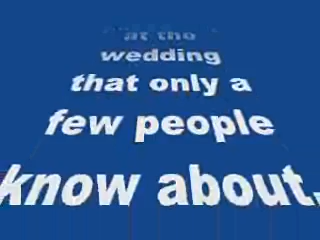 at the
wedding
that only a
few people
know about.